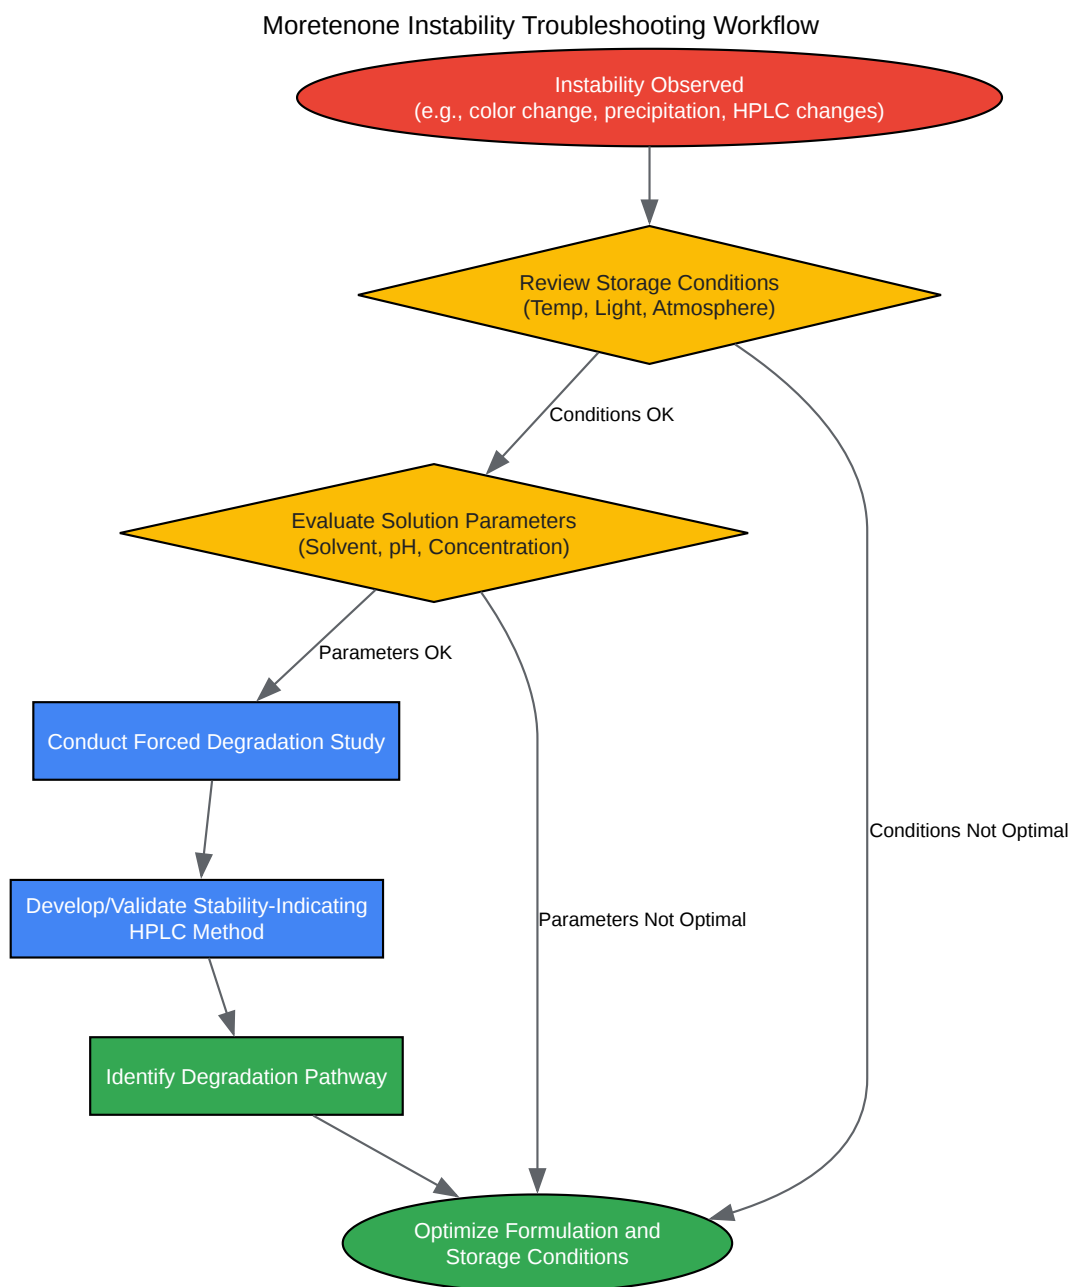 Moretenone Instability Troubleshooting Workflow
Instability Observed
(e.g., color change, precipitation, HPLC changes)
Review Storage Conditions
(Temp, Light, Atmosphere)
Conditions OK
Evaluate Solution Parameters
(Solvent, pH, Concentration)
Parameters OK
Conduct Forced Degradation Study
Conditions Not Optimal
Develop/Validate Stability-Indicating
HPLC Method
Parameters Not Optimal
Identify Degradation Pathway
Optimize Formulation and
Storage Conditions